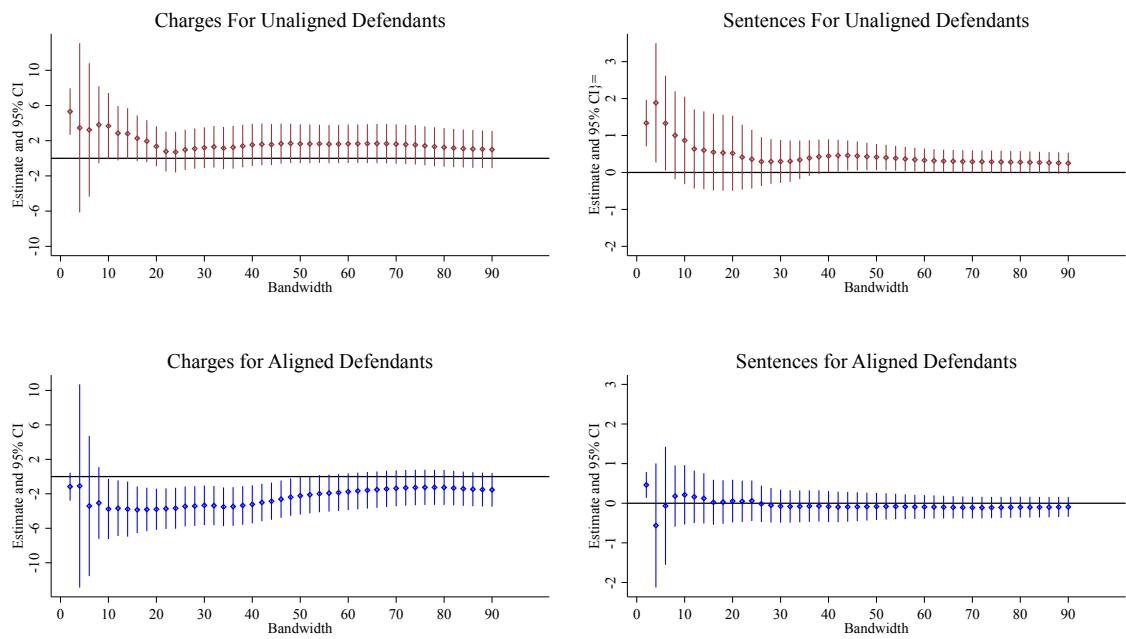 Charges For Unaligned Defendants
Estimate and 95% CI
10
6
2
-2
-6
-10
0 10 20 30 40 50 60 70 80 90
Bandwidth
Sentences For Unaligned Defendants
Estimate and 95% CI}=
3
2
1
0
-1
-2
0 10 20 30 40 50 60 70 80 90
Bandwidth
Charges for Aligned Defendants
Estimate and 95% CI
10
6
2
-2
-6
-10
0 10 20 30 40 50 60 70 80 90
Bandwidth
Sentences for Aligned Defendants
Estimate and 95% CI
3
2
1
0
-1
-2
0 10 20 30 40 50 60 70 80 90
Bandwidth